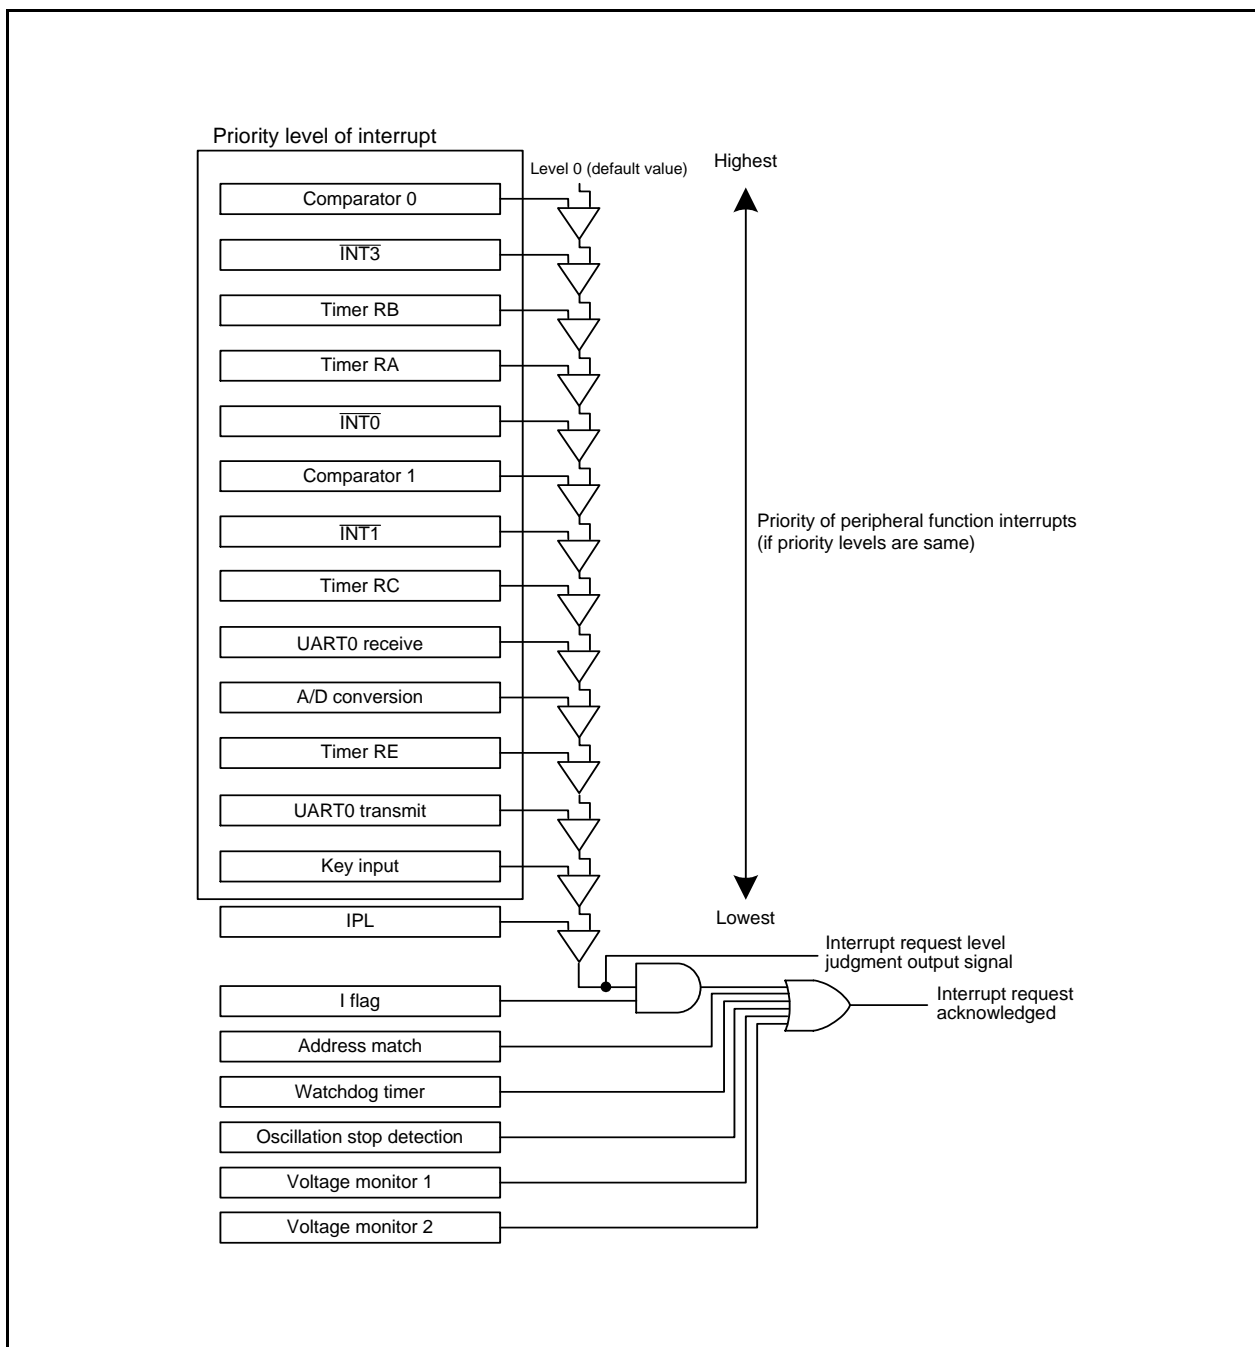 Priority level of interrupt
Level 0 (default value)
Highest
Comparator 0
INT3
Timer RB
Timer RA
INT0
Comparator 1
INT1
Timer RC
UART0 receive
A/D conversion
Timer RE
UART0 transmit
Key input
Priority of peripheral function interrupts
(if priority levels are same)
Lowest
IPL
Interrupt request level
judgment output signal
I flag
Interrupt request
acknowledged
Address match
Watchdog timer
Oscillation stop detection
Voltage monitor 1
Voltage monitor 2